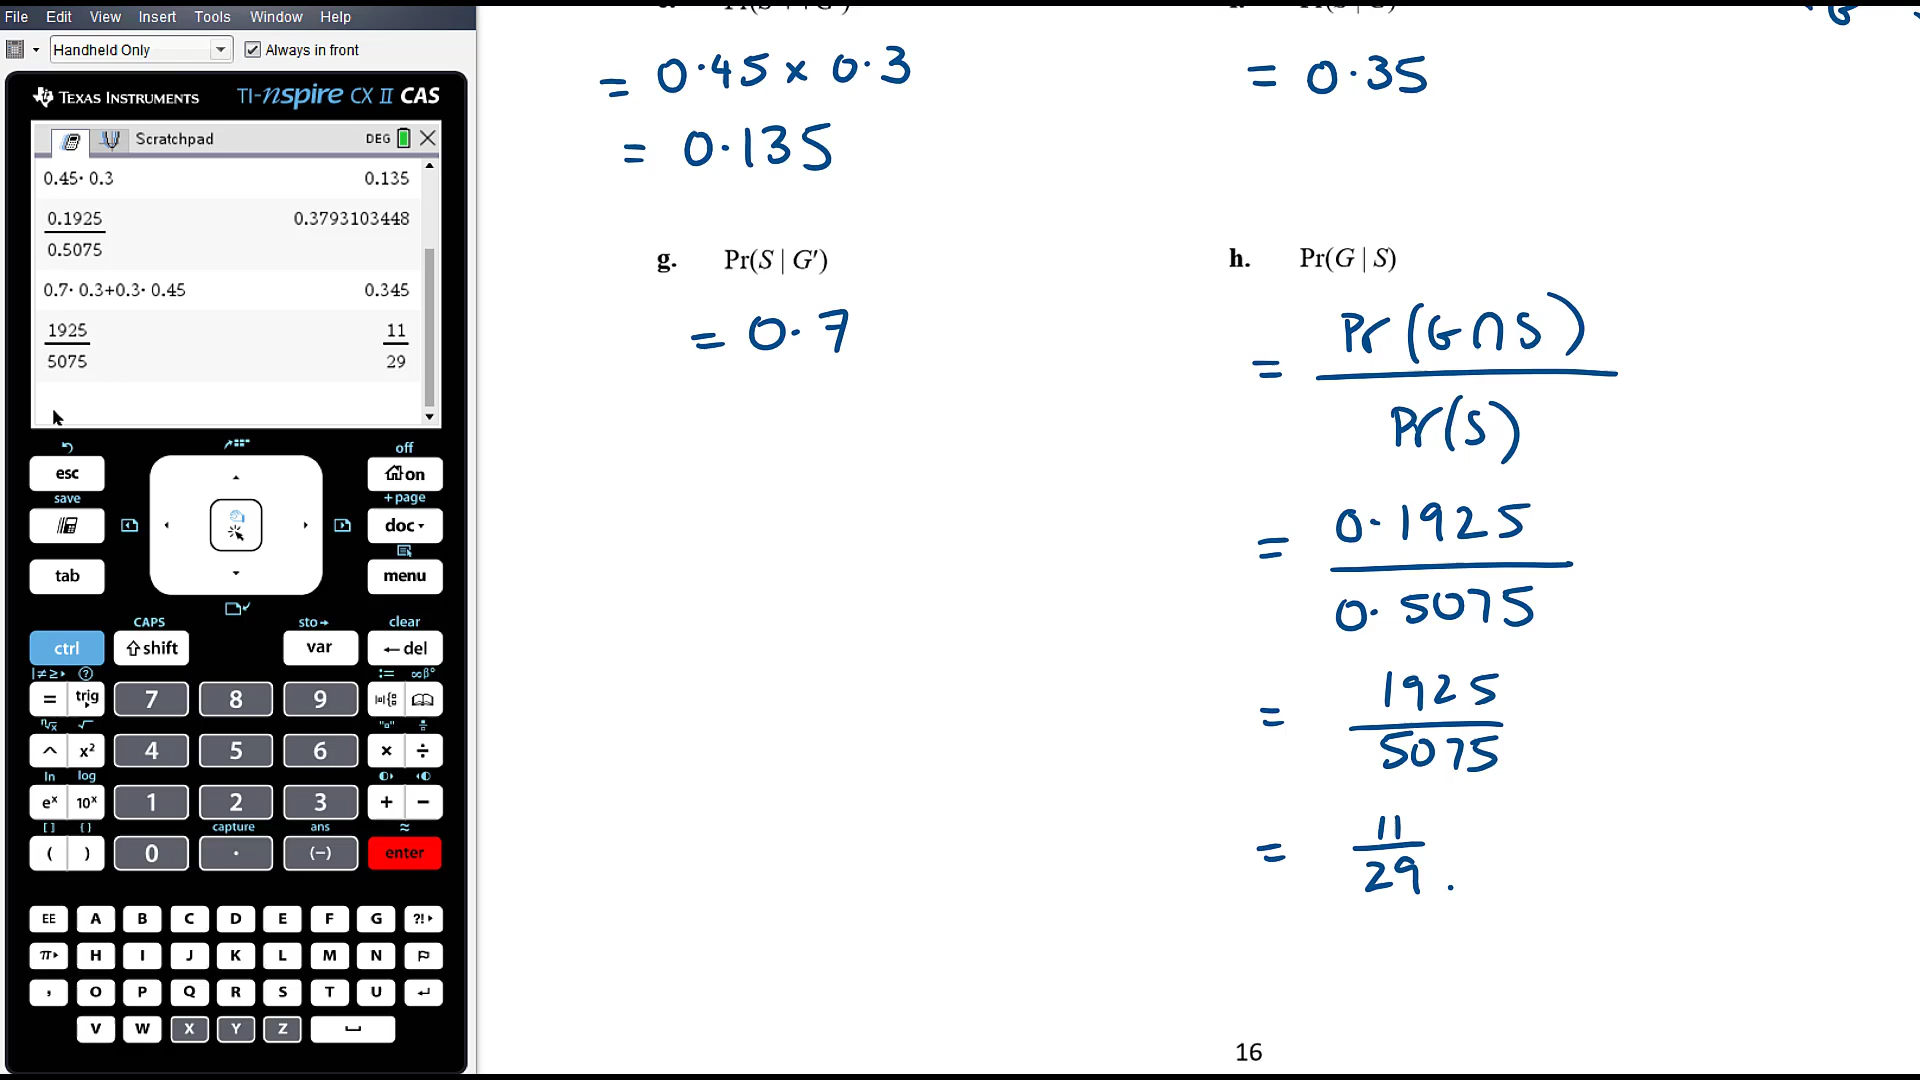 File Edit View Insert Tools Window Help
Handheld Only
Always in front
TEXAS INSTRUMENTS TI-nspire CX II CAS
Scratchpad DEG
0.45· 0.3 0.135
0.1925 0.3793103448
0.5075
0.7· 0.3+0.3· 0.45 0.345
1925 11
5075 29
off
esc on
save +page
doc
tab menu
CAPS sto→ clear
ctrl ⇧shift var ←del
|≠≥▸ ? := ∞β°
= trig 7 8 9
ⁿ√x √
^ x² 4 5 6 × ÷
ln log
eˣ 10ˣ 1 2 3 + −
[ ] { } capture ans ≈
( ) 0 · (−) enter
EE A B C D E F G ?!▸
π▸ H I J K L M N
, O P Q R S T U ↵
V W X Y Z
= 0.45 × 0.3
= 0.135
= 0.35
g. Pr(S | G′)
= 0.7
h. Pr(G | S)
= Pr(G∩S)
Pr(S)
= 0.1925
0.5075
= 1925
5075
= 11
29.
16